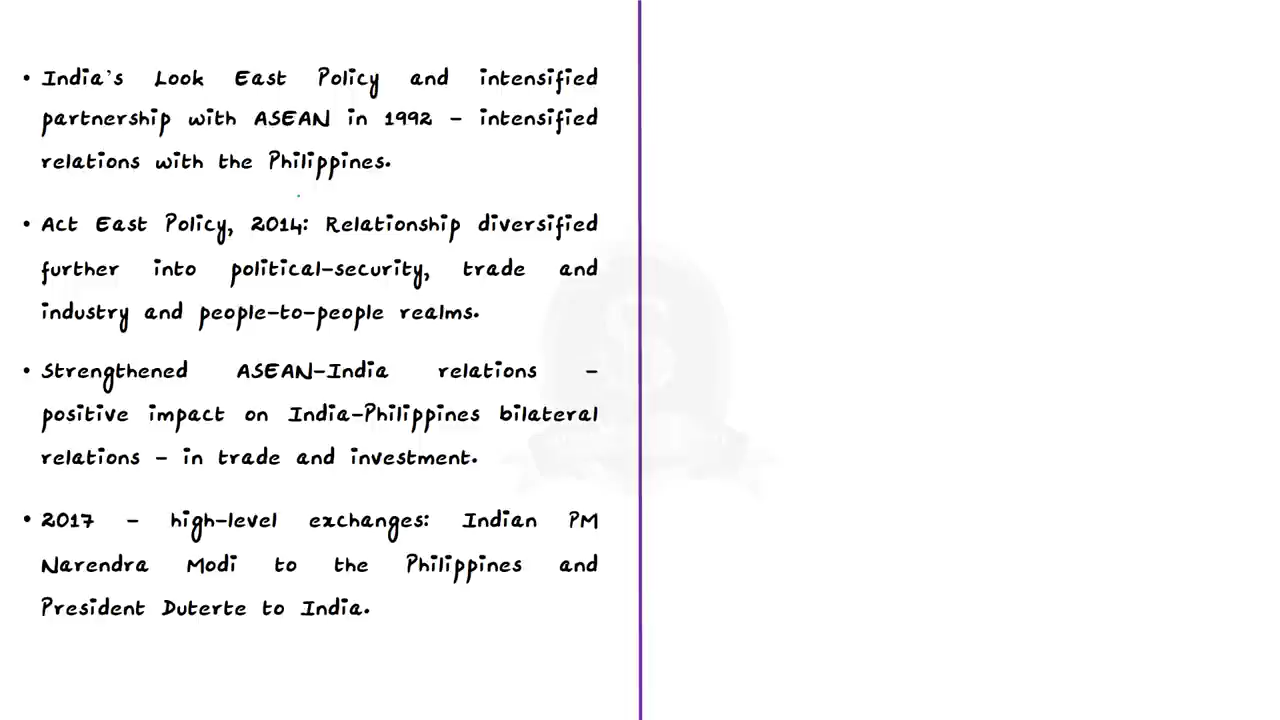 • India's Look East Policy and intensified
partnership with ASEAN in 1992 – intensified
relations with the Philippines.
• Act East Policy, 2014: Relationship diversified
further into political-security, trade and
industry and people-to-people realms.
• Strengthened ASEAN-India relations –
positive impact on India-Philippines bilateral
relations – in trade and investment.
• 2017 – high-level exchanges: Indian PM
Narendra Modi to the Philippines and
President Duterte to India.